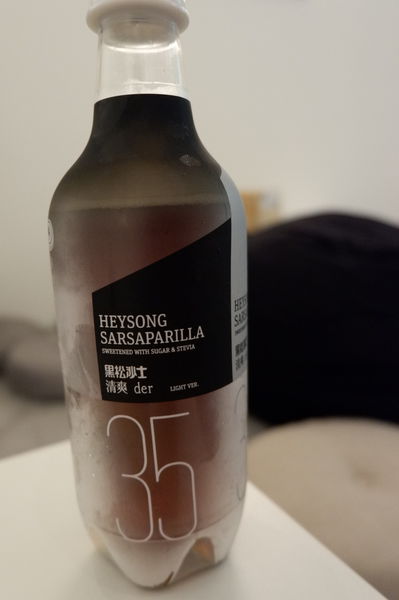 HEYSONG
SARSAPARILLA
SWEETENED WITH SUGAR & STEVIA
黑松沙士
清爽 der
LIGHT VER.
35